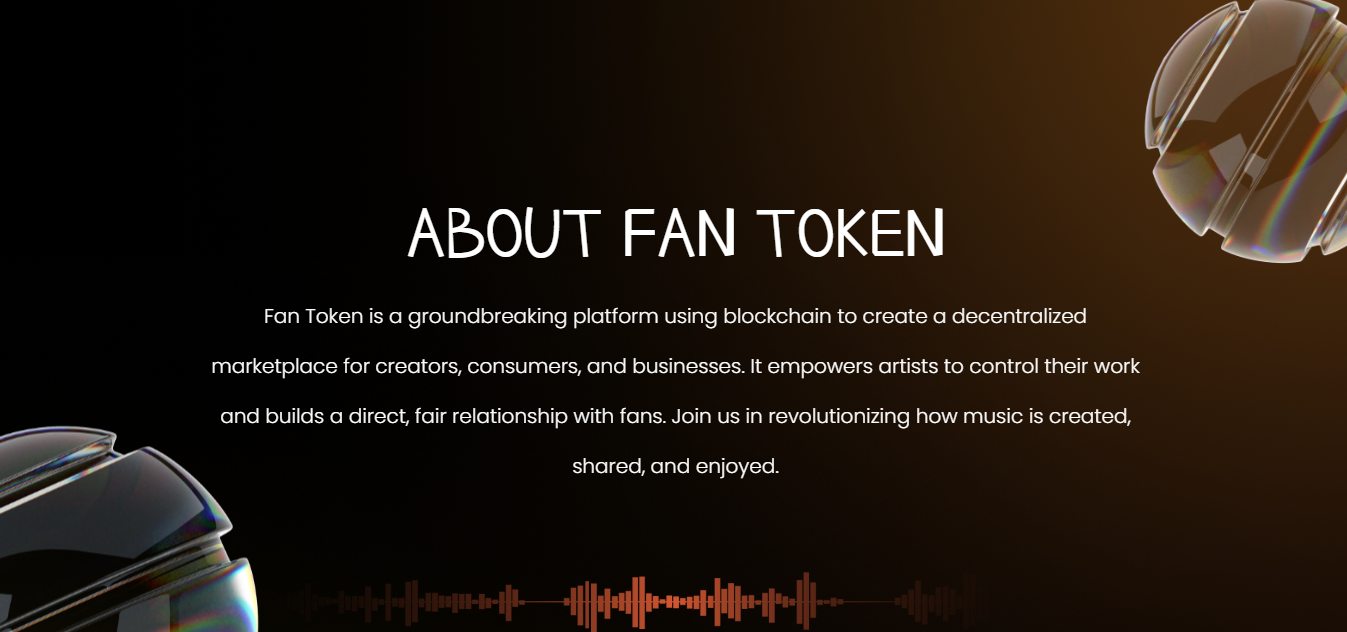 ABOUT FAN TOKEN
Fan Token is a groundbreaking platform using blockchain to create a decentralized
marketplace for creators, consumers, and businesses. It empowers artists to control their work
and builds a direct, fair relationship with fans. Join us in revolutionizing how music is created,
shared, and enjoyed.